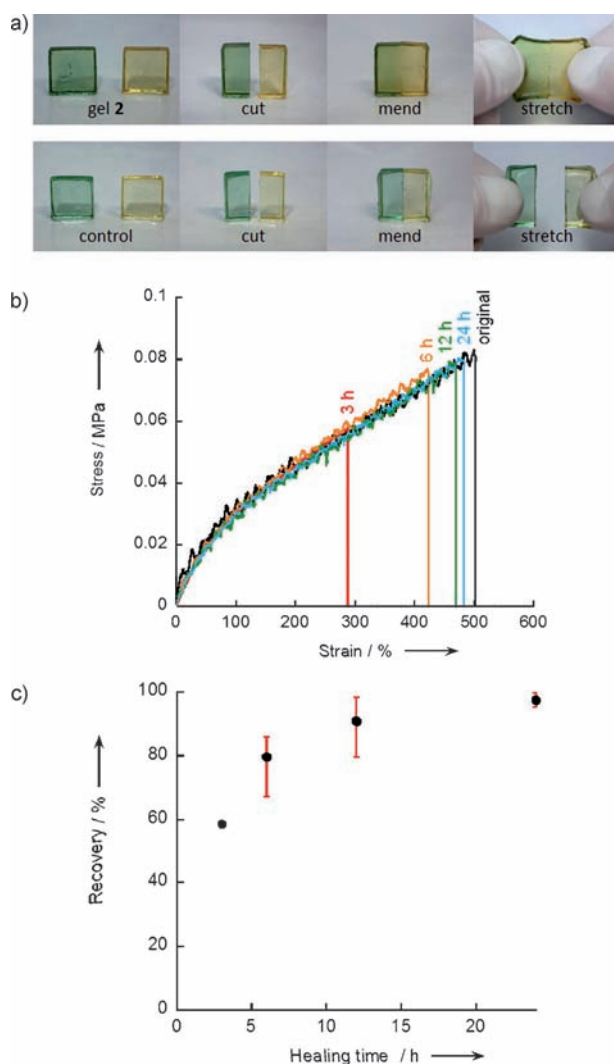 a)
gel 2 cut mend stretch
control cut mend stretch
b)
0.1
0.08
0.06
0.04
0.02
0
Stress / MPa
3 h
6 h
12 h
24 h
original
0 100 200 300 400 500 600
Strain / %
c)
100
80
60
40
20
0
Recovery / %
0 5 10 15 20
Healing time / h